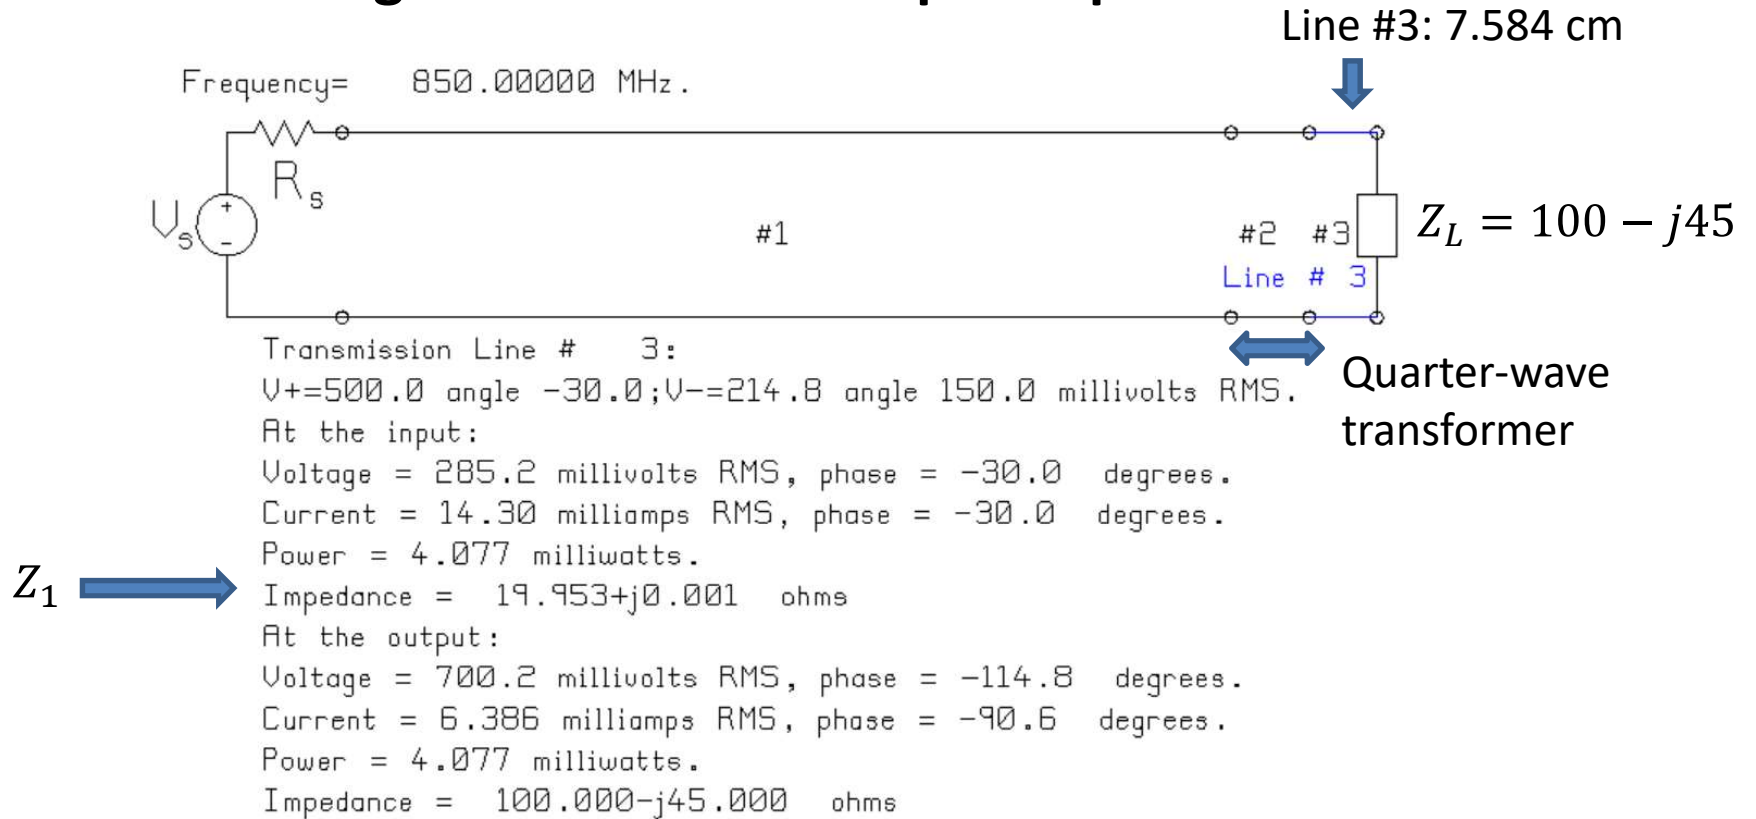 Line #3: 7.584 cm
Frequency= 850.00000 MHz.
Rs
Vs
+
-
#1
#2 #3
Line # 3
Z_L = 100 − j45
Transmission Line # 3:
V+=500.0 angle -30.0;V-=214.8 angle 150.0 millivolts RMS.
At the input:
Voltage = 285.2 millivolts RMS, phase = -30.0 degrees.
Current = 14.30 milliamps RMS, phase = -30.0 degrees.
Power = 4.077 milliwatts.
Impedance = 19.953+j0.001 ohms
At the output:
Voltage = 700.2 millivolts RMS, phase = -114.8 degrees.
Current = 6.386 milliamps RMS, phase = -90.6 degrees.
Power = 4.077 milliwatts.
Impedance = 100.000-j45.000 ohms
Quarter-wave
transformer
Z_1